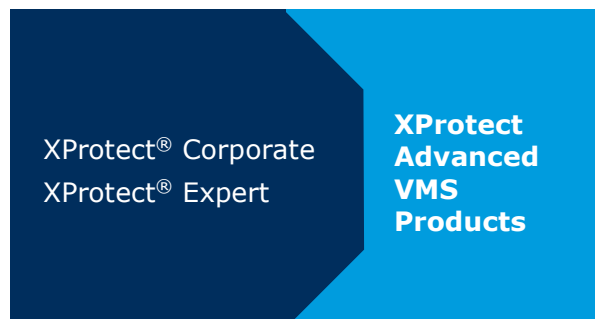 XProtect® Corporate
XProtect® Expert
XProtect
Advanced
VMS
Products